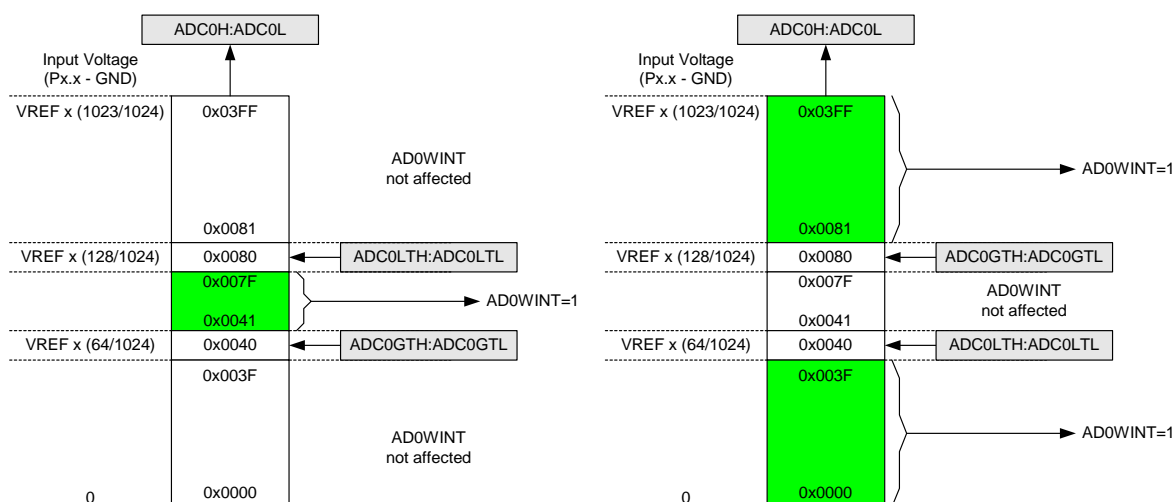 ADC0H:ADC0L
Input Voltage
(Px.x - GND)
VREF x (1023/1024)
0x03FF
AD0WINT
not affected
0x0081
VREF x (128/1024)
0x0080
ADC0LTH:ADC0LTL
0x007F
AD0WINT=1
0x0041
VREF x (64/1024)
0x0040
ADC0GTH:ADC0GTL
0x003F
AD0WINT
not affected
0
0x0000
ADC0H:ADC0L
Input Voltage
(Px.x - GND)
VREF x (1023/1024)
0x03FF
AD0WINT=1
0x0081
VREF x (128/1024)
0x0080
ADC0GTH:ADC0GTL
0x007F
AD0WINT
not affected
0x0041
VREF x (64/1024)
0x0040
ADC0LTH:ADC0LTL
0x003F
AD0WINT=1
0
0x0000